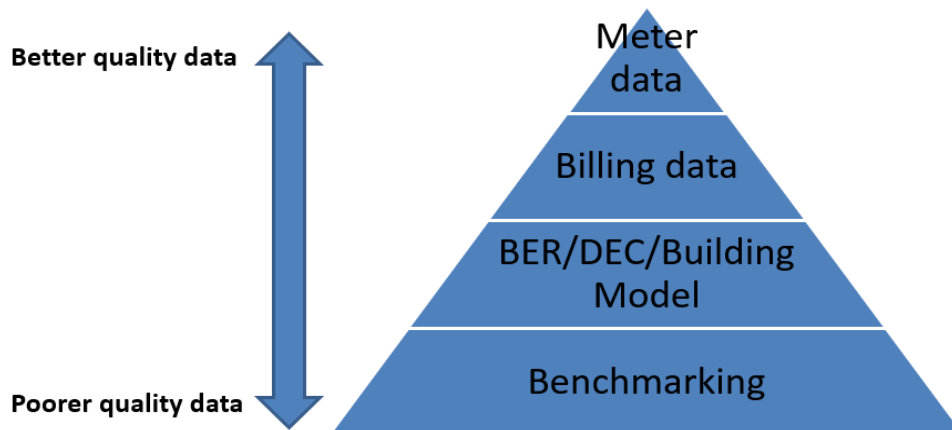 Better quality data
Meter
data
Billing data
BER/DEC/Building
Model
Benchmarking
Poorer quality data